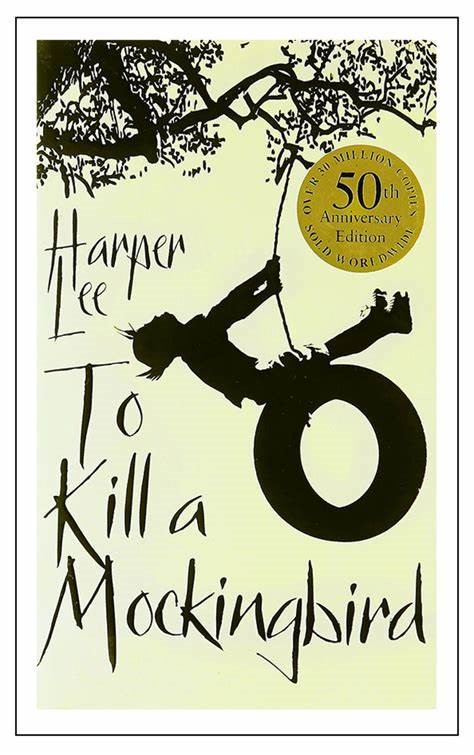 Harper
Lee
To
Kill a
Mockingbird
OVER 30 MILLION COPIES
50th
Anniversary
Edition
SOLD WORLDWIDE